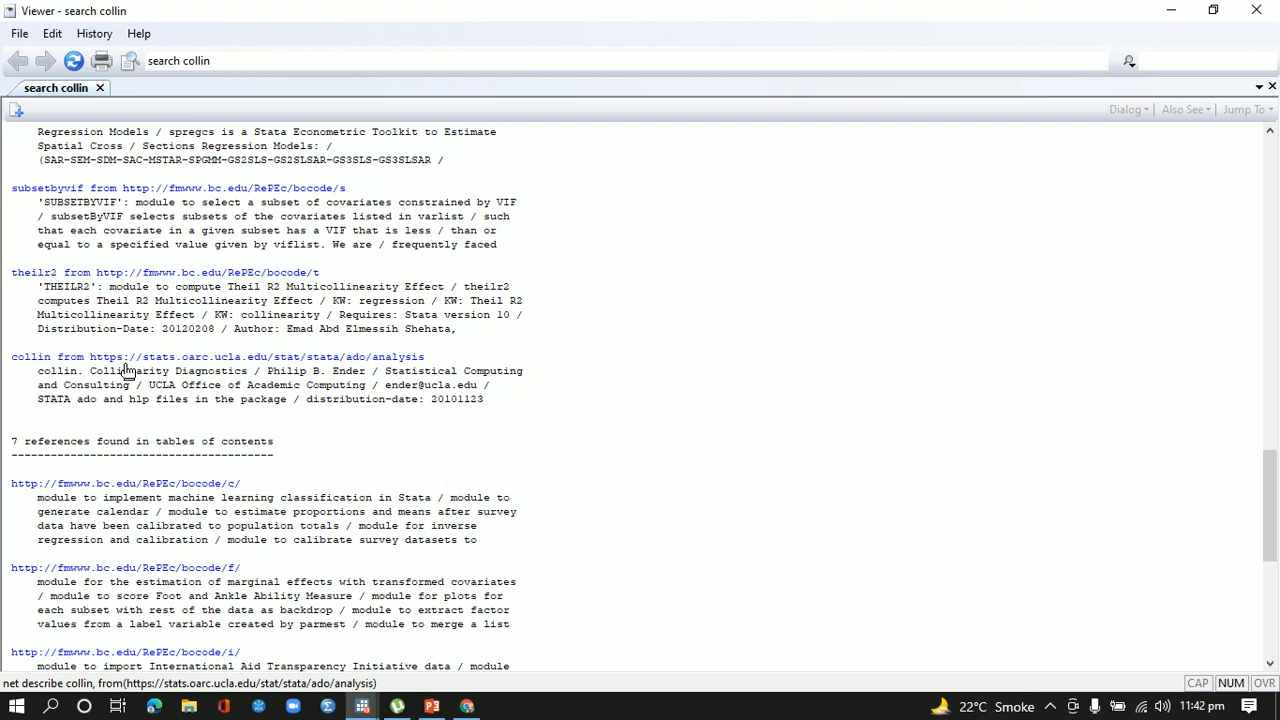 Viewer - search collin
File Edit History Help
search collin
search collin
Dialog Also See Jump To
Regression Models / spregcs is a Stata Econometric Toolkit to Estimate
Spatial Cross / Sections Regression Models: /
(SAR-SEM-SDM-SAC-MSTAR-SPGMM-GS2SLS-GS2SLSAR-GS3SLS-GS3SLSAR /
subsetbyvif from http://fmwww.bc.edu/RePEc/bocode/s
'SUBSETBYVIF': module to select a subset of covariates constrained by VIF
/ subsetByVIF selects subsets of the covariates listed in varlist / such
that each covariate in a given subset has a VIF that is less / than or
equal to a specified value given by viflist. We are / frequently faced
theilr2 from http://fmwww.bc.edu/RePEc/bocode/t
'THEILR2': module to compute Theil R2 Multicollinearity Effect / theilr2
computes Theil R2 Multicollinearity Effect / KW: regression / KW: Theil R2
Multicollinearity Effect / KW: collinearity / Requires: Stata version 10 /
Distribution-Date: 20120208 / Author: Emad Abd Elmessih Shehata,
collin from https://stats.oarc.ucla.edu/stat/stata/ado/analysis
collin. Collinearity Diagnostics / Philip B. Ender / Statistical Computing
and Consulting / UCLA Office of Academic Computing / ender@ucla.edu /
STATA ado and hlp files in the package / distribution-date: 20101123
7 references found in tables of contents
----------------------------------------
http://fmwww.bc.edu/RePEc/bocode/c/
module to implement machine learning classification in Stata / module to
generate calendar / module to estimate proportions and means after survey
data have been calibrated to population totals / module for inverse
regression and calibration / module to calibrate survey datasets to
http://fmwww.bc.edu/RePEc/bocode/f/
module for the estimation of marginal effects with transformed covariates
/ module to score Foot and Ankle Ability Measure / module for plots for
each subset with rest of the data as backdrop / module to extract factor
values from a label variable created by parmest / module to merge a list
http://fmwww.bc.edu/RePEc/bocode/i/
module to import International Aid Transparency Initiative data / module
net describe collin, from(https://stats.oarc.ucla.edu/stat/stata/ado/analysis)
CAP NUM OVR
22°C Smoke 11:42 pm